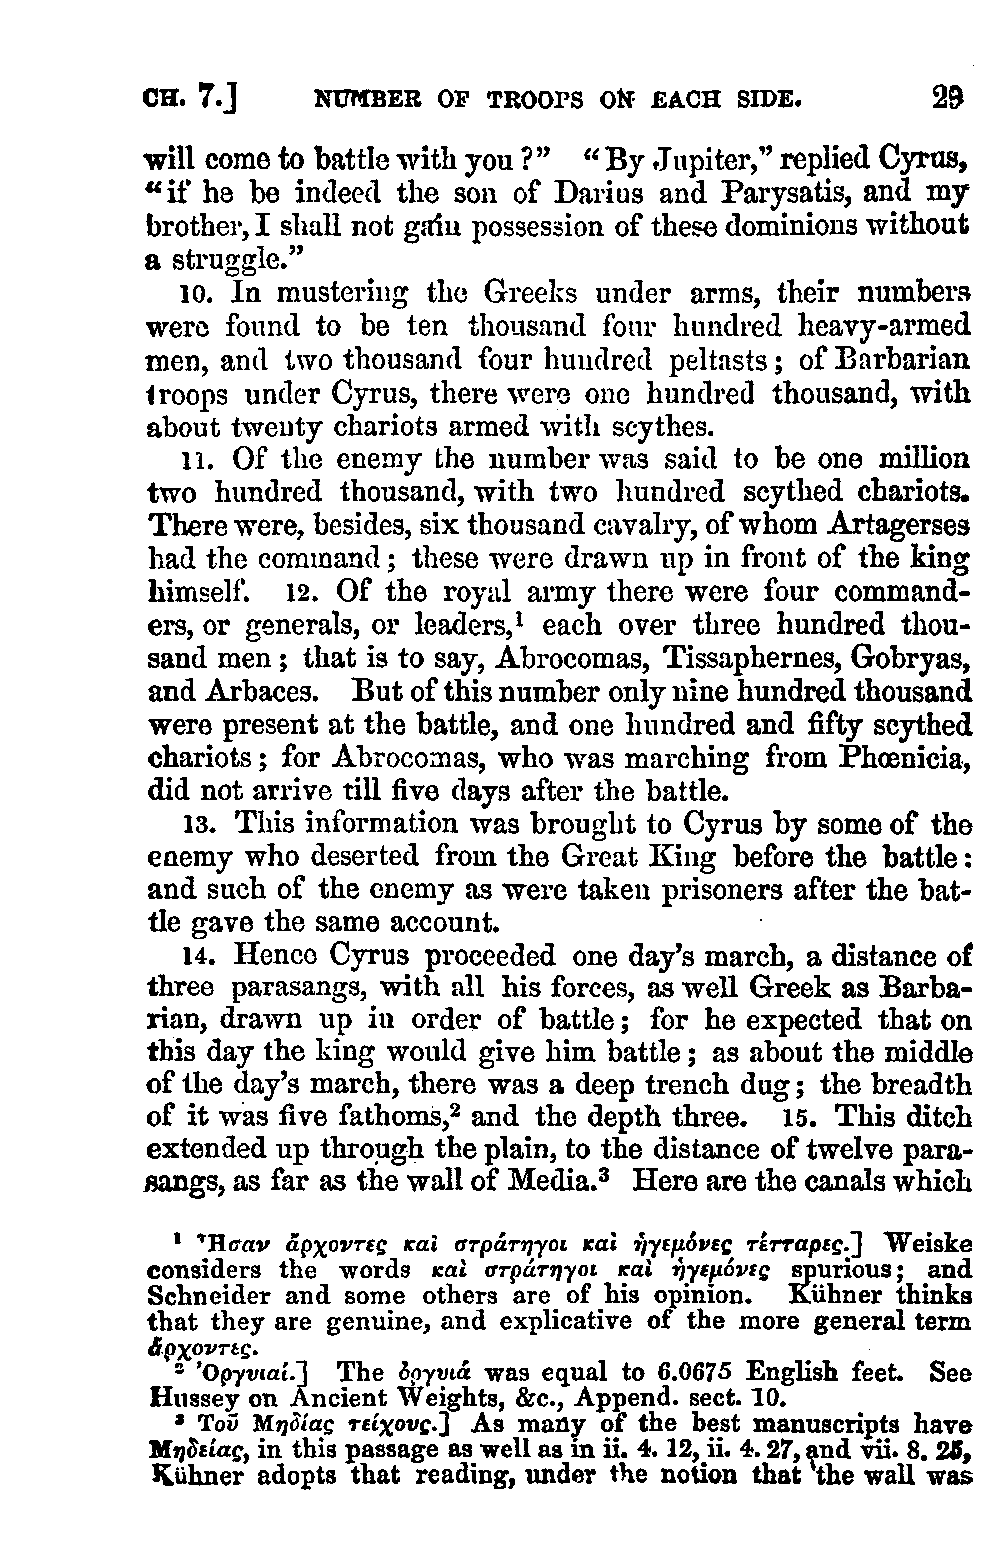 CH. 7.] NUMBER OF TROOPS ON EACH SIDE. 29
will come to battle with you ?” “By Jupiter,” replied Cyrus,
“if he be indeed the son of Darius and Parysatis, and my
brother, I shall not gain possession of these dominions without
a struggle.”
10. In mustering the Greeks under arms, their numbers
were found to be ten thousand four hundred heavy-armed
men, and two thousand four hundred peltasts; of Barbarian
troops under Cyrus, there were one hundred thousand, with
about twenty chariots armed with scythes.
11. Of the enemy the number was said to be one million
two hundred thousand, with two hundred scythed chariots.
There were, besides, six thousand cavalry, of whom Artagerses
had the command; these were drawn up in front of the king
himself. 12. Of the royal army there were four command-
ers, or generals, or leaders,¹ each over three hundred thou-
sand men; that is to say, Abrocomas, Tissaphernes, Gobryas,
and Arbaces. But of this number only nine hundred thousand
were present at the battle, and one hundred and fifty scythed
chariots; for Abrocomas, who was marching from Phœnicia,
did not arrive till five days after the battle.
13. This information was brought to Cyrus by some of the
enemy who deserted from the Great King before the battle:
and such of the enemy as were taken prisoners after the bat-
tle gave the same account.
14. Hence Cyrus proceeded one day’s march, a distance of
three parasangs, with all his forces, as well Greek as Barba-
rian, drawn up in order of battle; for he expected that on
this day the king would give him battle; as about the middle
of the day’s march, there was a deep trench dug; the breadth
of it was five fathoms,² and the depth three. 15. This ditch
extended up through the plain, to the distance of twelve para-
sangs, as far as the wall of Media.³ Here are the canals which
¹ Ἦσαν ἄρχοντες καὶ στράτηγοι καὶ ἡγεμόνες τέτταρες.] Weiske
considers the words καὶ στράτηγοι καὶ ἡγεμόνες spurious; and
Schneider and some others are of his opinion. Kühner thinks
that they are genuine, and explicative of the more general term
ἄρχοντες.
² Ὀργυιαί.] The ὀργυιά was equal to 6.0675 English feet. See
Hussey on Ancient Weights, &c., Append. sect. 10.
³ Τοῦ Μηδίας τείχους.] As many of the best manuscripts have
Μηδείας, in this passage as well as in ii. 4. 12, ii. 4. 27, and vii. 8. 25,
Kühner adopts that reading, under the notion that the wall was